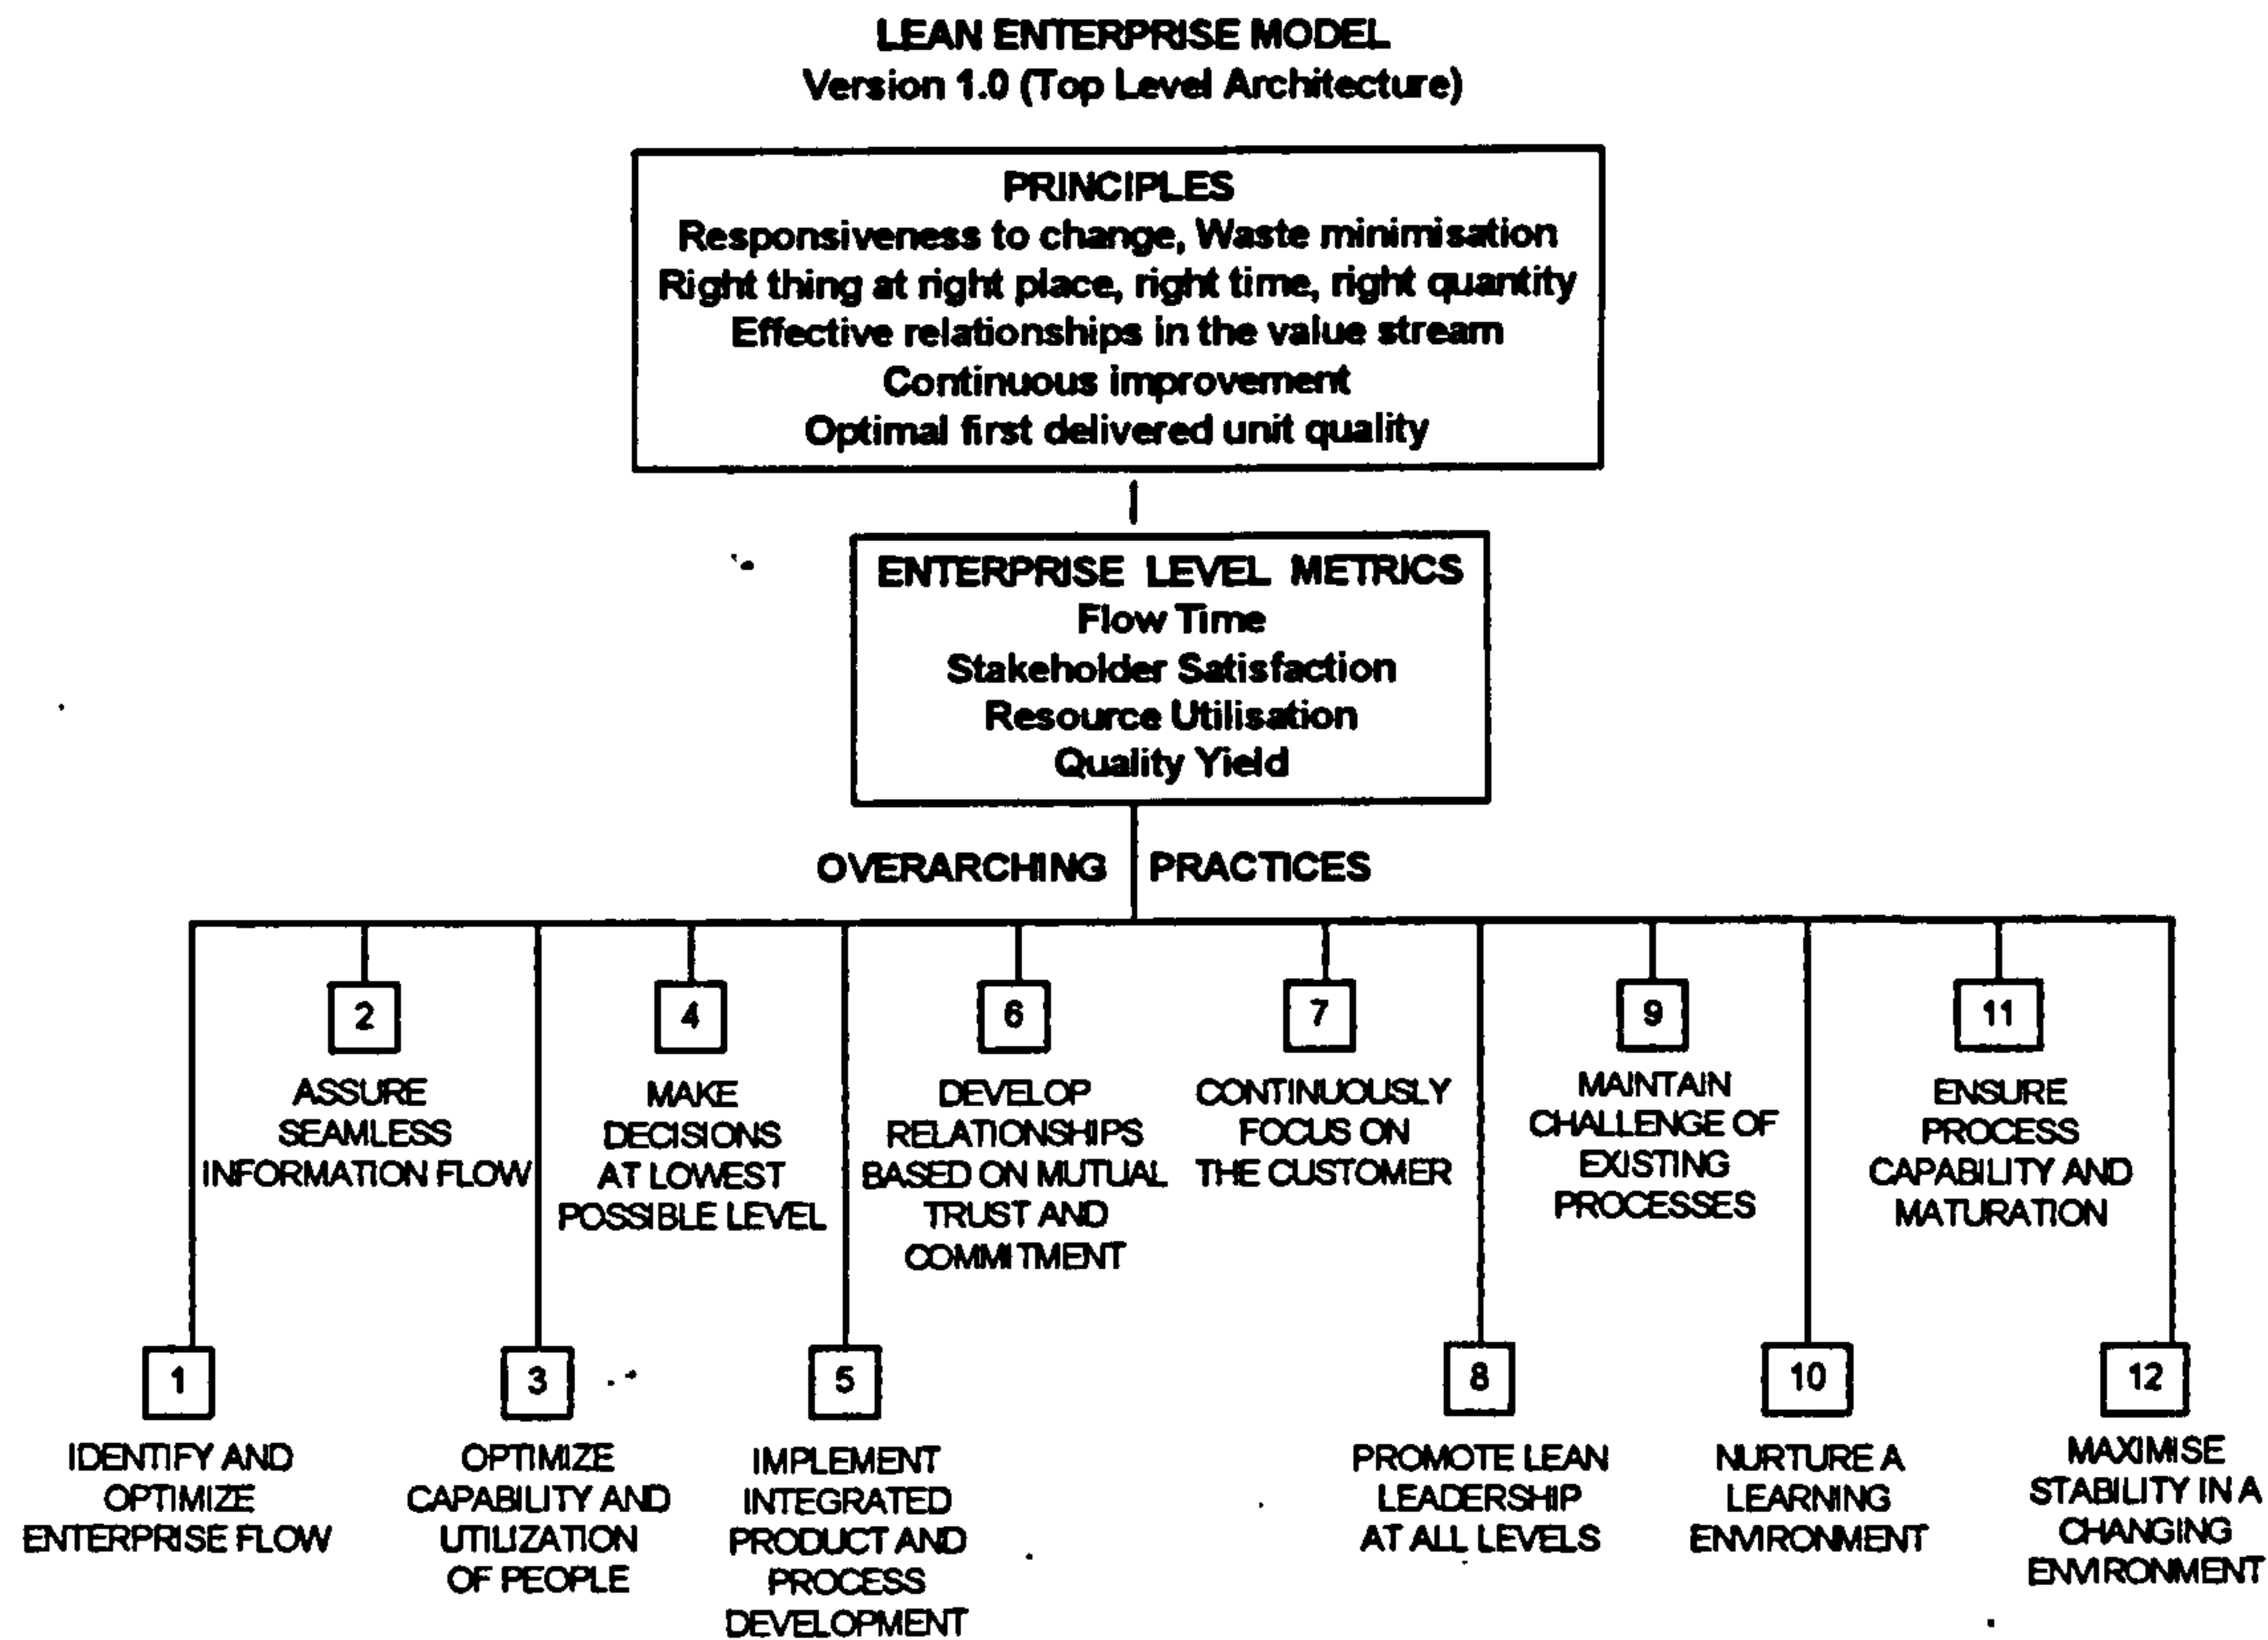 LEAN ENTERPRISE MODEL
Version 1.0 (Top Level Architecture)
PRINCIPLES
Responsiveness to change, Waste minimisation
Right thing at right place, right time, right quantity
Effective relationships in the value stream
Continuous improvement
Optimal first delivered unit quality
ENTERPRISE LEVEL METRICS
Flow Time
Stakeholder Satisfaction
Resource Utilisation
Quality Yield
OVERARCHING PRACTICES
2
ASSURE
SEAMLESS
INFORMATION FLOW
4
MAKE
DECISIONS
AT LOWEST
POSSIBLE LEVEL
6
DEVELOP
RELATIONSHIPS
BASED ON MUTUAL
TRUST AND
COMMITMENT
7
CONTINUOUSLY
FOCUS ON
THE CUSTOMER
9
MAINTAIN
CHALLENGE OF
EXISTING
PROCESSES
11
ENSURE
PROCESS
CAPABILITY AND
MATURATION
1
IDENTIFY AND
OPTIMIZE
ENTERPRISE FLOW
3
OPTIMIZE
CAPABILITY AND
UTILIZATION
OF PEOPLE
5
IMPLEMENT
INTEGRATED
PRODUCT AND
PROCESS
DEVELOPMENT
8
PROMOTE LEAN
LEADERSHIP
AT ALL LEVELS
10
NURTURE A
LEARNING
ENVIRONMENT
12
MAXIMISE
STABILITY IN A
CHANGING
ENVIRONMENT